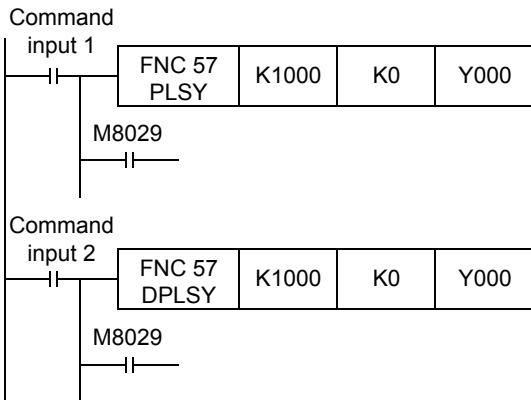 Command
input 1
FNC 57
PLSY
K1000
K0
Y000
M8029
Command
input 2
FNC 57
DPLSY
K1000
K0
Y000
M8029